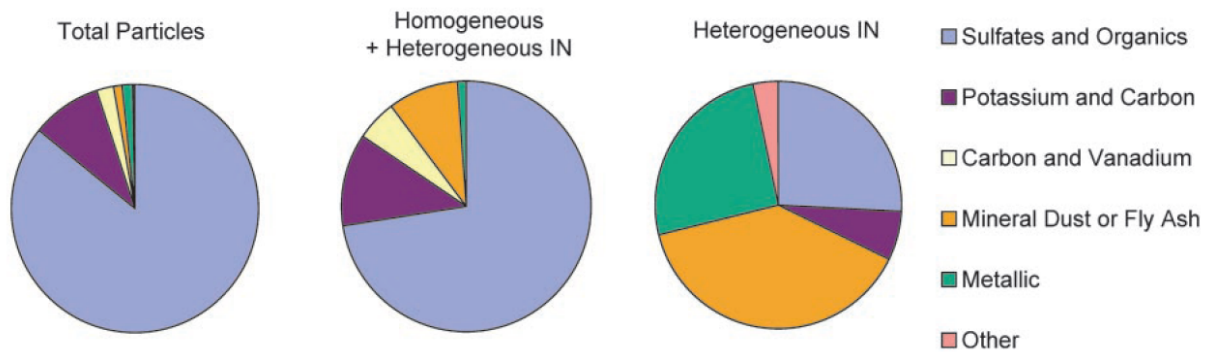 Total Particles
Homogeneous
+ Heterogeneous IN
Heterogeneous IN
Sulfates and Organics
Potassium and Carbon
Carbon and Vanadium
Mineral Dust or Fly Ash
Metallic
Other